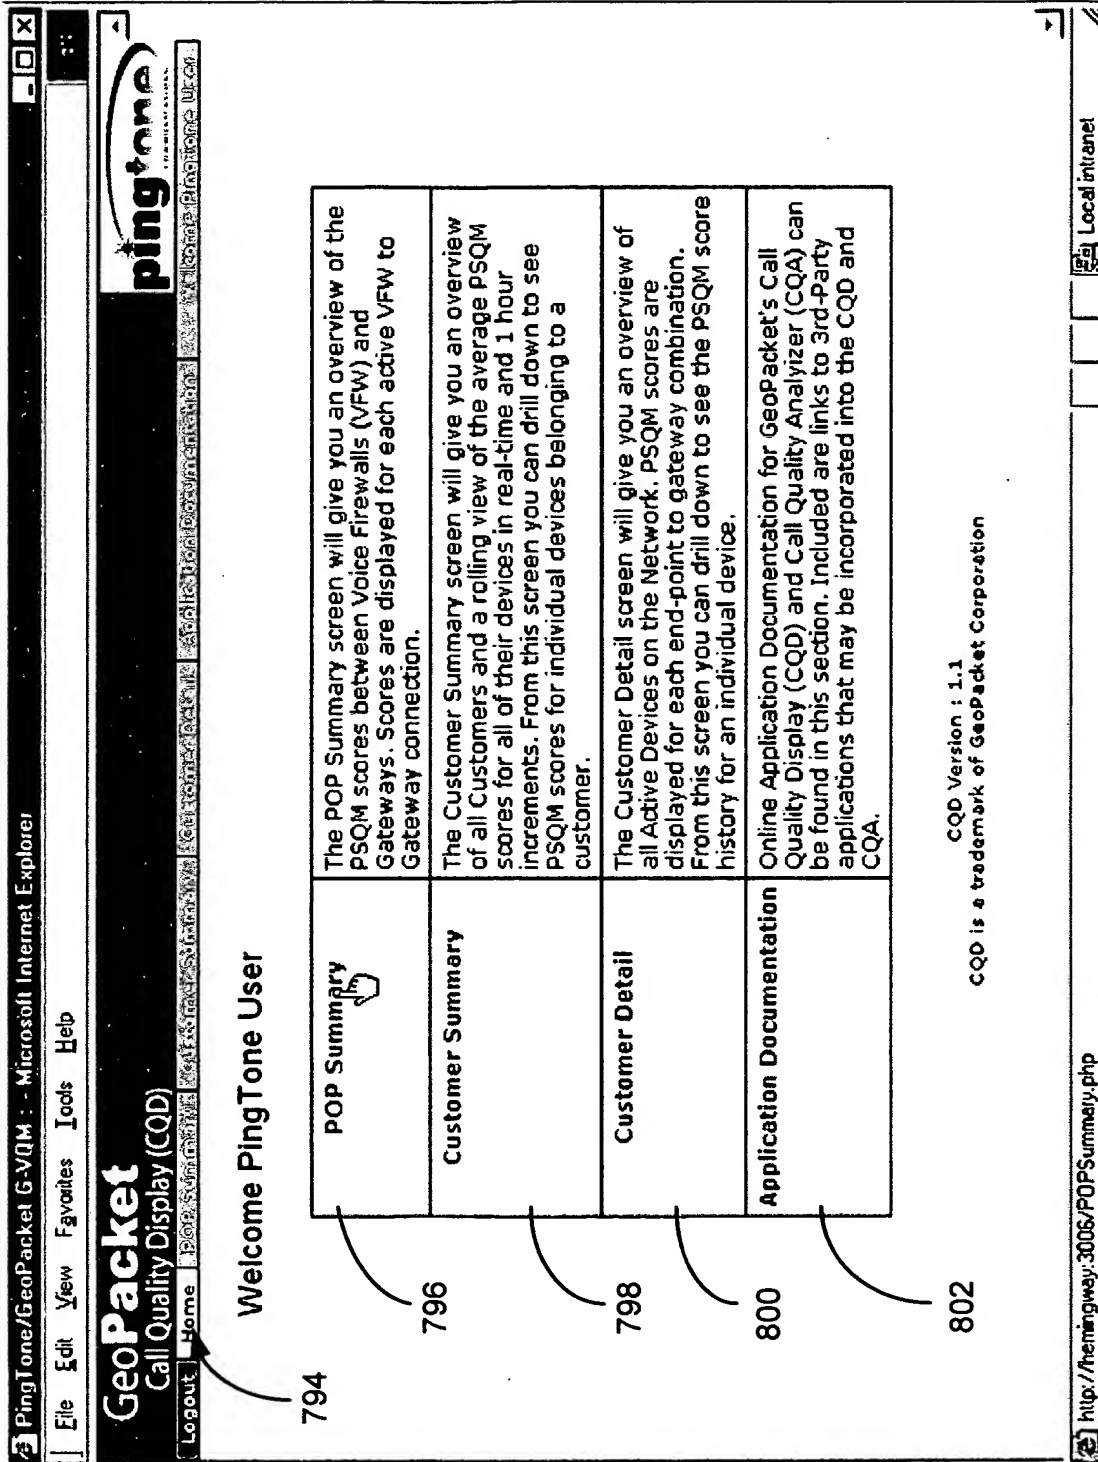 PingTone/GeoPacket G-VQM : - Microsoft Internet Explorer
File Edit View Favorites Tools Help
GeoPacket
Call Quality Display (CQD)
pingtone
Logout Home POP Summary Customer Detail Application Documentation Welcome Pingtone User
794
Welcome PingTone User
796
POP Summary
The POP Summary screen will give you an overview of the
PSQM scores between Voice Firewalls (VFW) and
Gateways. Scores are displayed for each active VFW to
Gateway connection.
798
Customer Summary
The Customer Summary screen will give you an overview
of all Customers and a rolling view of the average PSQM
scores for all of their devices in real-time and 1 hour
increments. From this screen you can drill down to see
PSQM scores for individual devices belonging to a
customer.
800
Customer Detail
The Customer Detail screen will give you an overview of
all Active Devices on the Network. PSQM scores are
displayed for each end-point to gateway combination.
From this screen you can drill down to see the PSQM score
history for an individual device.
802
Application Documentation
Online Application Documentation for GeoPacket's Call
Quality Display (CQD) and Call Quality Analyizer (CQA) can
be found in this section. Included are links to 3rd-Party
applications that may be incorporated into the CQD and
CQA.
CQD Version : 1.1
CQD is a trademark of GeoPacket Corporation
http://hemingway:3006/POPSummary.php
Local intranet